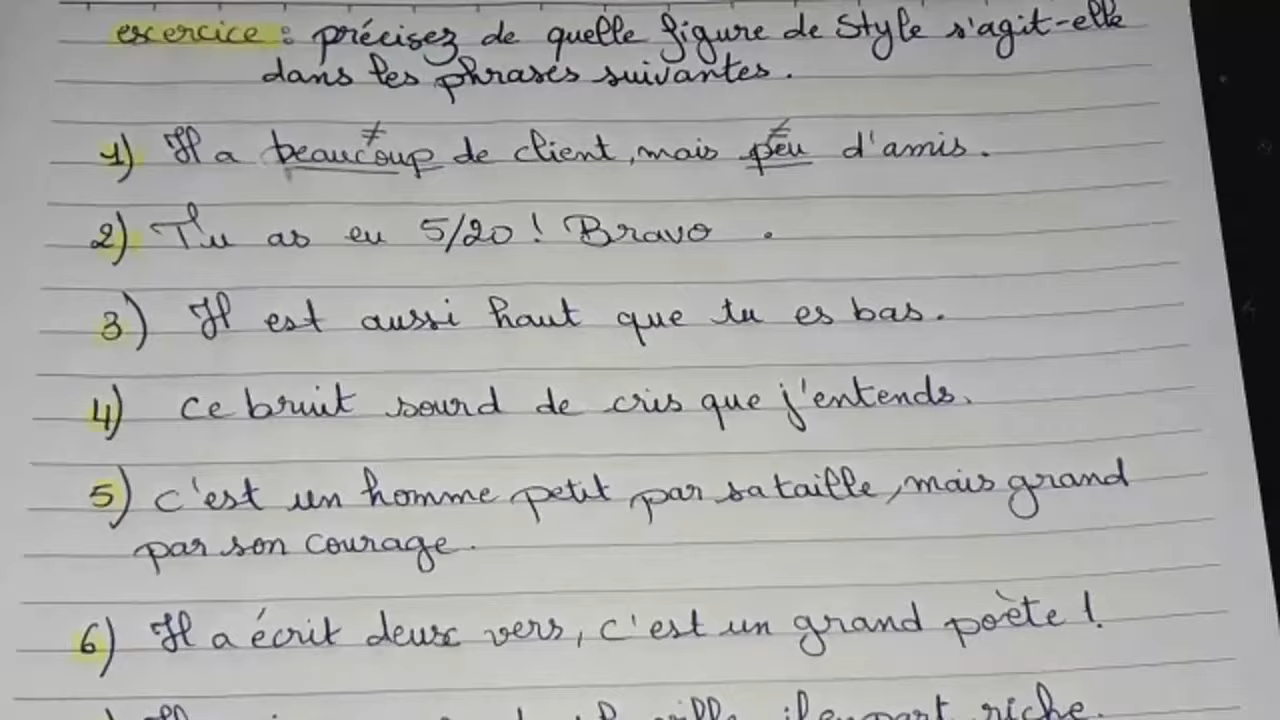 exercice : précisez de quelle figure de style s'agit-elle
dans les phrases suivantes.
1) Il a beaucoup de client, mais peu d'amis.
2) Tu as eu 5/20 ! Bravo .
3) Il est aussi haut que tu es bas.
4) ce bruit sourd de cris que j'entends.
5) c'est un homme petit par sa taille, mais grand
par son courage.
6) Il a écrit deux vers, c'est un grand poète !
riche.